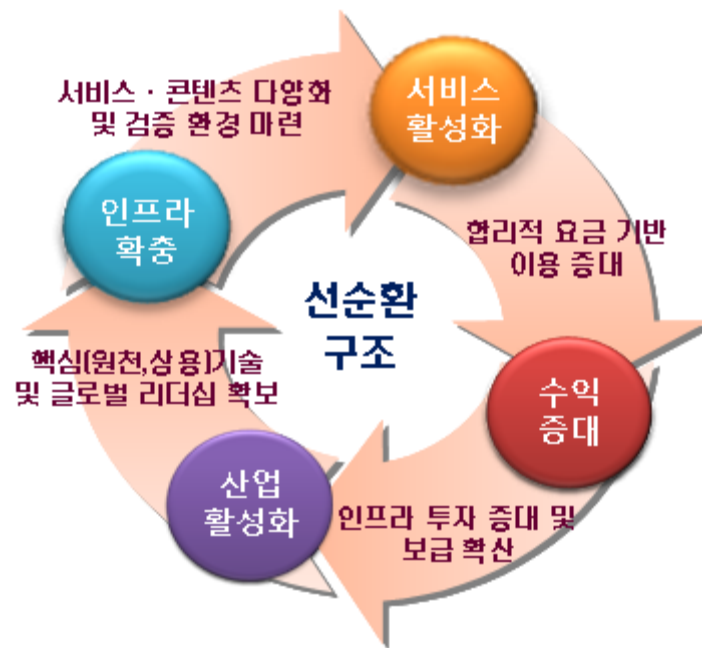 서비스 · 콘텐츠 다양화
및 검증 환경 마련
서비스
활성화
인프라
확충
합리적 요금 기반
이용 증대
선순환
구조
핵심(원천,상용)기술
및 글로벌 리더십 확보
수익
증대
산업
활성화
인프라 투자 증대 및
보급 확산